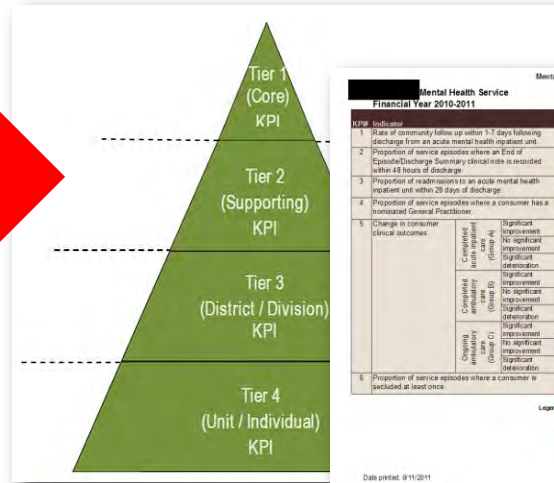 Tier 1
(Core)
KPI
Tier 2
(Supporting)
KPI
Tier 3
(District / Division)
KPI
Tier 4
(Unit / Individual)
KPI
Mental Health Service
Financial Year 2010-2011
KPI# Indicator
1 Rate of community follow up within 1-7 days following
discharge from an acute mental health inpatient unit.
2 Proportion of service episodes where an End of
Episode/Discharge Summary clinical note is recorded
within 48 hours of discharge.
3 Proportion of readmissions to an acute mental health
inpatient unit within 28 days of discharge.
4 Proportion of service episodes where a consumer has a
nominated General Practitioner.
5 Change in consumer
clinical outcomes
Completed
acute inpatient
care
(Group A)
Significant
improvement
No significant
improvement
Significant
deterioration
Completed
ambulatory
care
(Group B)
Significant
improvement
No significant
improvement
Significant
deterioration
Ongoing
ambulatory
care
(Group C)
Significant
improvement
No significant
improvement
Significant
deterioration
6 Proportion of service episodes where a consumer is
secluded at least once.
Date printed: 9/11/2011